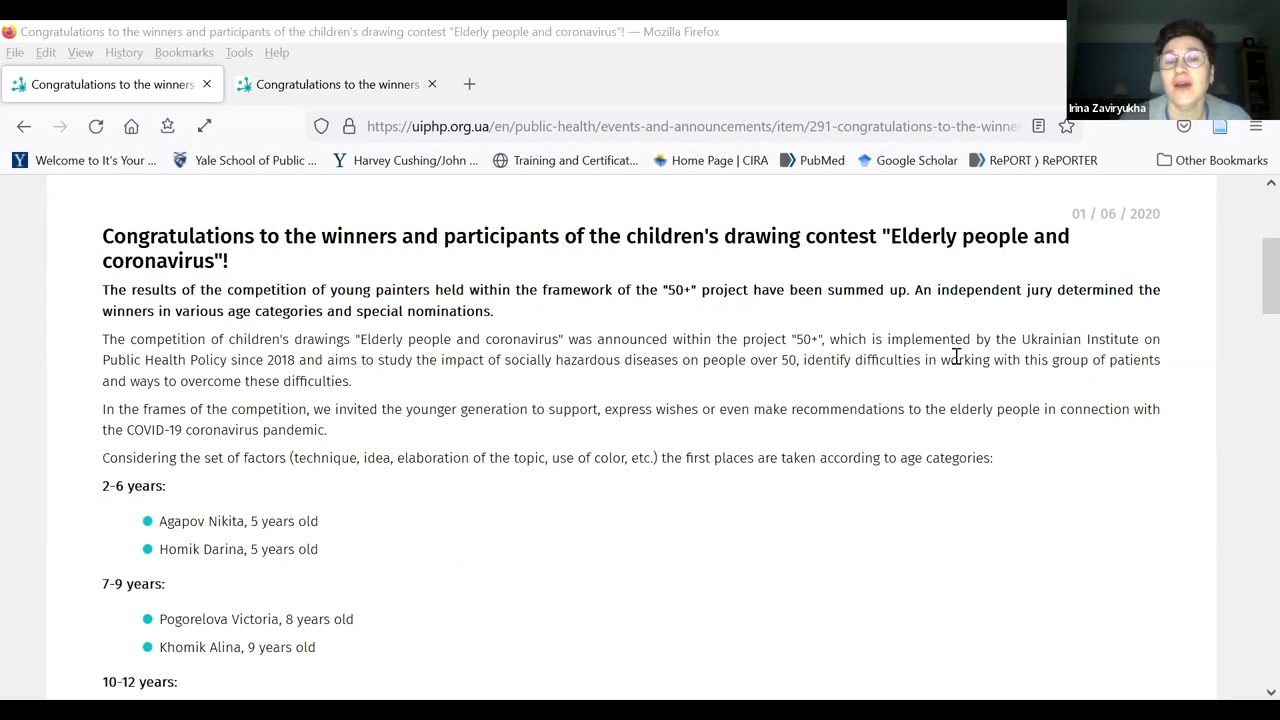 Congratulations to the winners and participants of the children's drawing contest "Elderly people and coronavirus"! — Mozilla Firefox
File Edit View History Bookmarks Tools Help
Congratulations to the winners
Congratulations to the winners
Irina Zaviryukha
https://uiphp.org.ua/en/public-health/events-and-announcements/item/291-congratulations-to-the-winne
Welcome to It's Your ... Yale School of Public ... Harvey Cushing/John ... Training and Certificat... Home Page | CIRA PubMed Google Scholar RePORT ⟩ RePORTER Other Bookmarks
01 / 06 / 2020
Congratulations to the winners and participants of the children's drawing contest "Elderly people and
coronavirus"!
The results of the competition of young painters held within the framework of the "50+" project have been summed up. An independent jury determined the
winners in various age categories and special nominations.
The competition of children's drawings "Elderly people and coronavirus" was announced within the project "50+", which is implemented by the Ukrainian Institute on
Public Health Policy since 2018 and aims to study the impact of socially hazardous diseases on people over 50, identify difficulties in working with this group of patients
and ways to overcome these difficulties.
In the frames of the competition, we invited the younger generation to support, express wishes or even make recommendations to the elderly people in connection with
the COVID-19 coronavirus pandemic.
Considering the set of factors (technique, idea, elaboration of the topic, use of color, etc.) the first places are taken according to age categories:
2-6 years:
Agapov Nikita, 5 years old
Homik Darina, 5 years old
7-9 years:
Pogorelova Victoria, 8 years old
Khomik Alina, 9 years old
10-12 years: